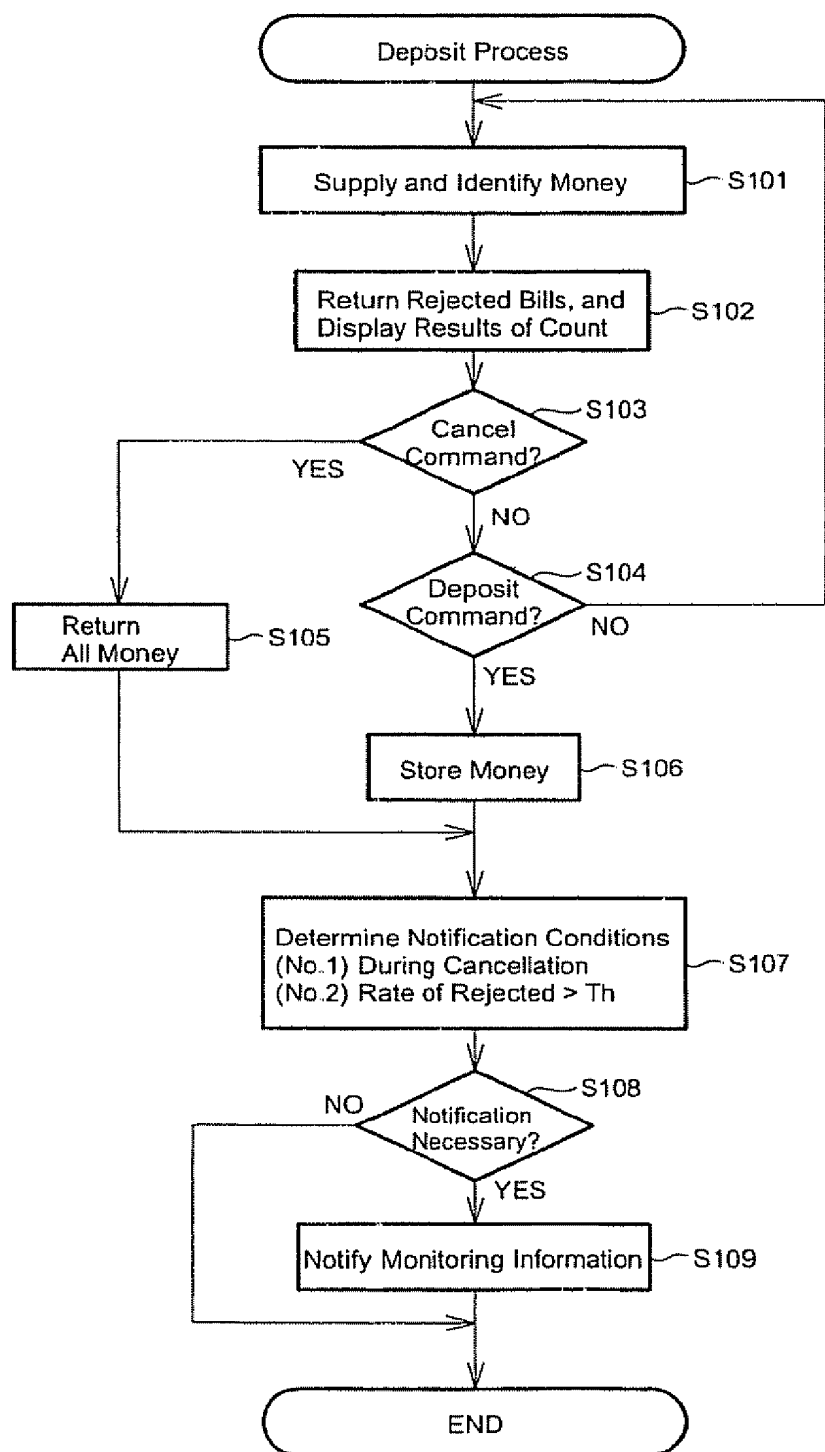 Deposit Process
Supply and Identify Money
S101
Return Rejected Bills, and
Display Results of Count
S102
S103
Cancel
Command?
YES
NO
S104
Deposit
Command?
NO
Return
All Money
S105
YES
Store Money
S106
Determine Notification Conditions
(No.1) During Cancellation
(No.2) Rate of Rejected > Th
S107
S108
NO
Notification
Necessary?
YES
Notify Monitoring Information
S109
END